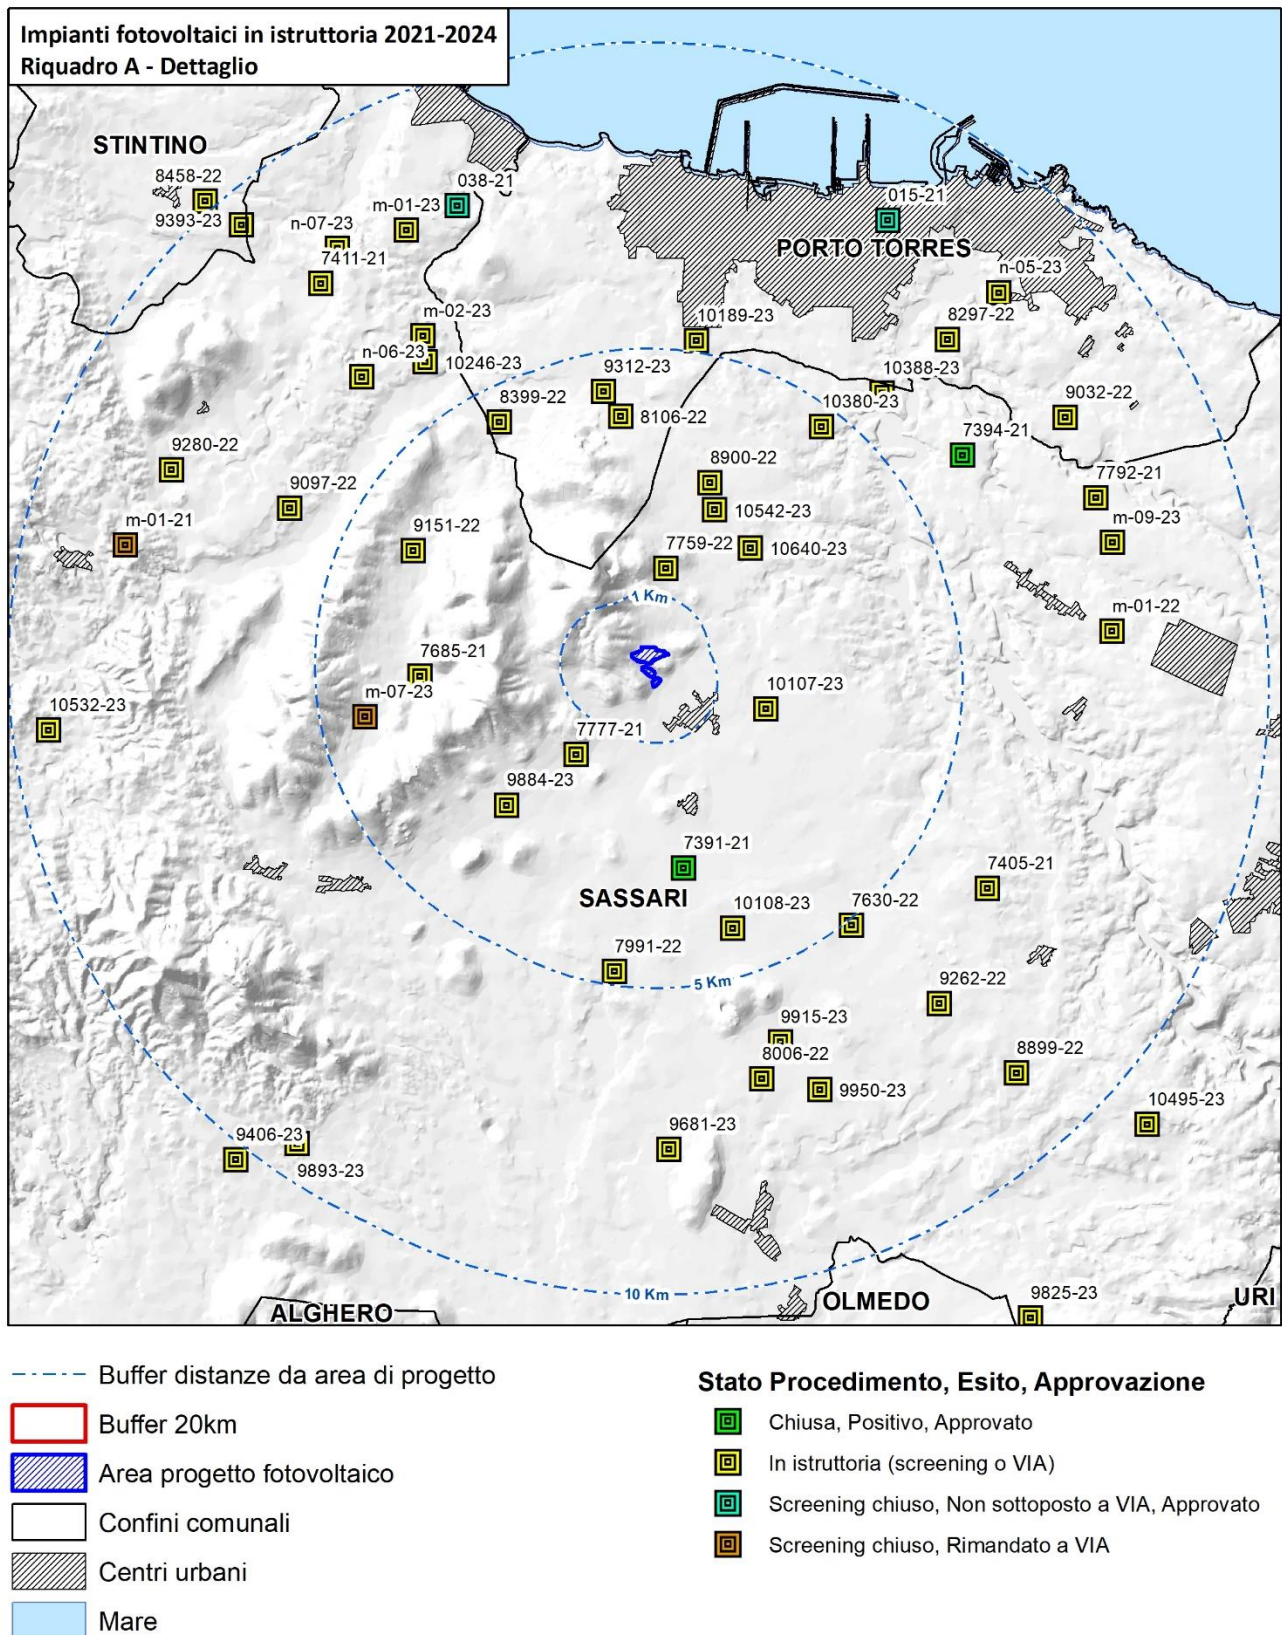 Impianti fotovoltaici in istruttoria 2021-2024
Riquadro A - Dettaglio
STINTINO
8458-22
9393-23
n-07-23
m-01-23
038-21
7411-21
015-21
PORTO TORRES
n-05-23
m-02-23
10189-23
8297-22
n-06-23
10246-23
9312-23
10388-23
8399-22
8106-22
10380-23
9032-22
9280-22
7394-21
8900-22
7792-21
9097-22
10542-23
m-01-21
9151-22
m-09-23
7759-22
10640-23
1 Km
m-01-22
7685-21
m-07-23
10532-23
10107-23
7777-21
9884-23
7391-21
SASSARI
7405-21
10108-23
7630-22
7991-22
5 Km
9262-22
9915-23
8006-22
8899-22
9950-23
10495-23
9406-23
9681-23
9893-23
10 Km
ALGHERO
OLMEDO
9825-23
URI
Buffer distanze da area di progetto
Buffer 20km
Area progetto fotovoltaico
Confini comunali
Centri urbani
Mare
Stato Procedimento, Esito, Approvazione
Chiusa, Positivo, Approvato
In istruttoria (screening o VIA)
Screening chiuso, Non sottoposto a VIA, Approvato
Screening chiuso, Rimandato a VIA